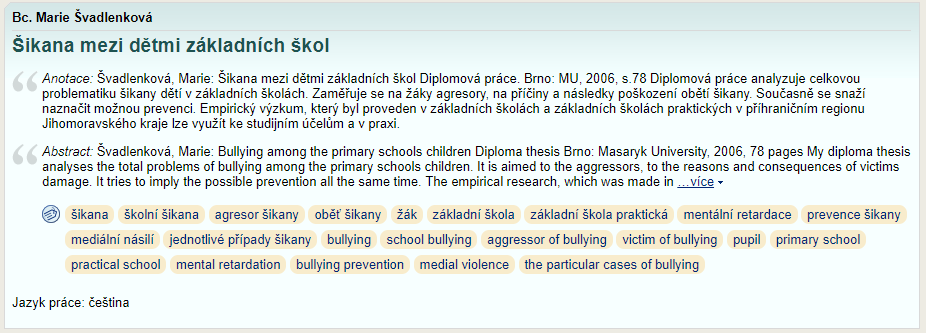 Bc. Marie Švadlenková
Šikana mezi dětmi základních škol
Anotace: Švadlenková, Marie: Šikana mezi dětmi základních škol Diplomová práce. Brno: MU, 2006, s.78 Diplomová práce analyzuje celkovou
problematiku šikany dětí v základních školách. Zaměřuje se na žáky agresory, na příčiny a následky poškození obětí šikany. Současně se snaží
naznačit možnou prevenci. Empirický výzkum, který byl proveden v základních školách a základních školách praktických v příhraničním regionu
Jihomoravského kraje lze využít ke studijním účelům a v praxi.
Abstract: Švadlenková, Marie: Bullying among the primary schools children Diploma thesis Brno: Masaryk University, 2006, 78 pages My diploma thesis
analyses the total problems of bullying among the primary schools children. It is aimed to the aggressors, to the reasons and consequences of victims
damage. It tries to imply the possible prevention all the same time. The empirical research, which was made in ...více
šikana školní šikana agresor šikany oběť šikany žák základní škola základní škola praktická mentální retardace prevence šikany
mediální násilí jednotlivé případy šikany bullying school bullying aggressor of bullying victim of bullying pupil primary school
practical school mental retardation bullying prevention medial violence the particular cases of bullying
Jazyk práce: čeština